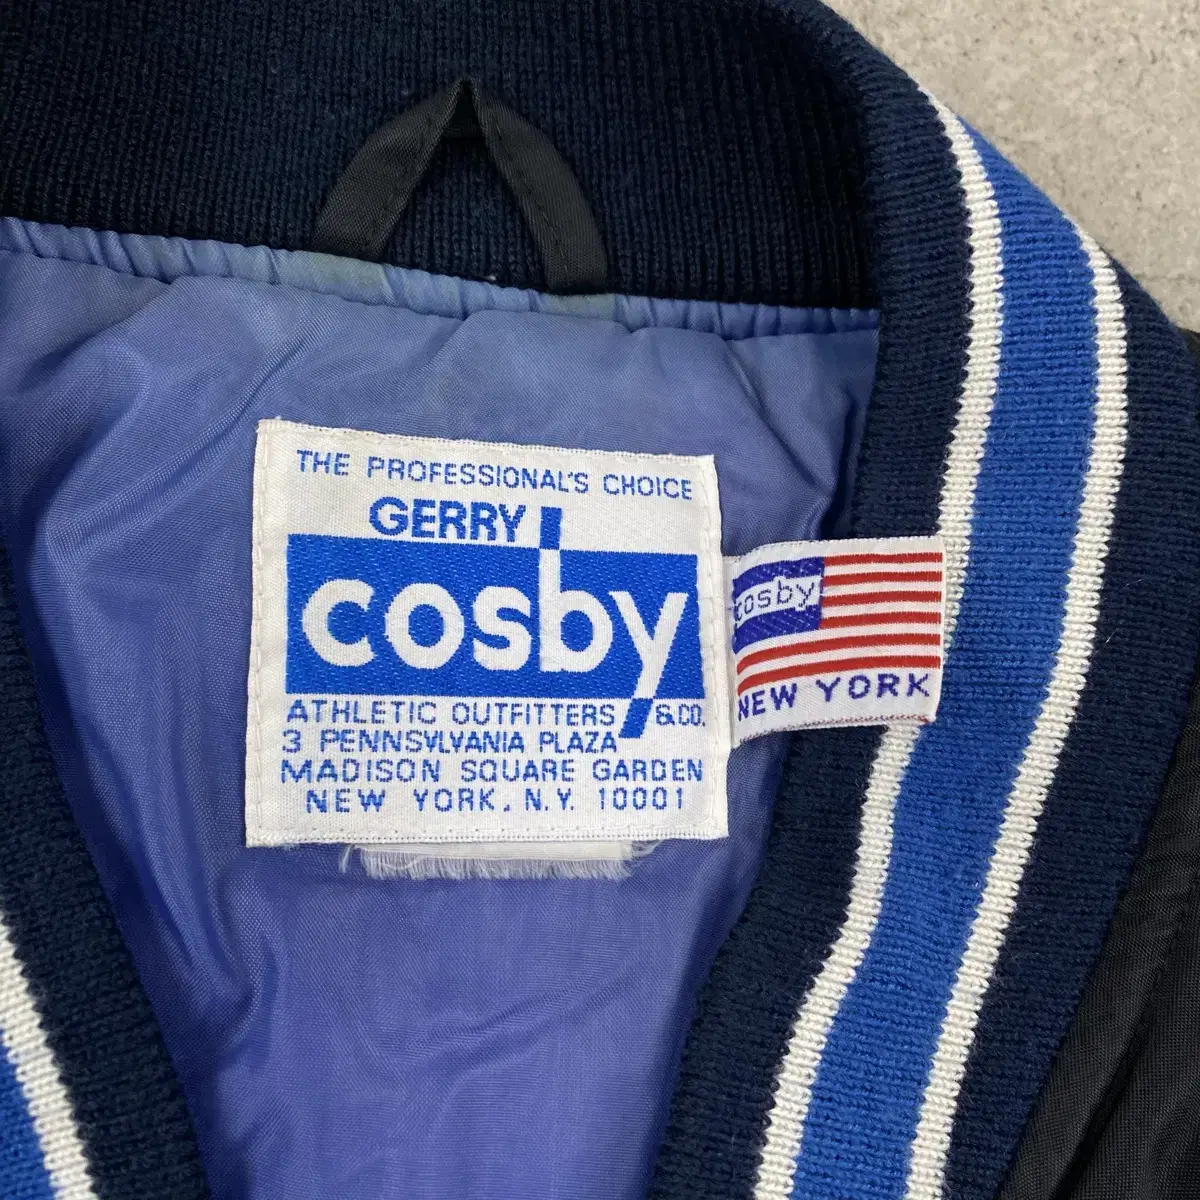 THE PROFESSIONAL'S CHOICE
GERRY
cosby
ATHLETIC OUTFITTERS & CO.
3 PENNSYLVANIA PLAZA
MADISON SQUARE GARDEN
NEW YORK, N.Y. 10001
cosby
NEW YORK